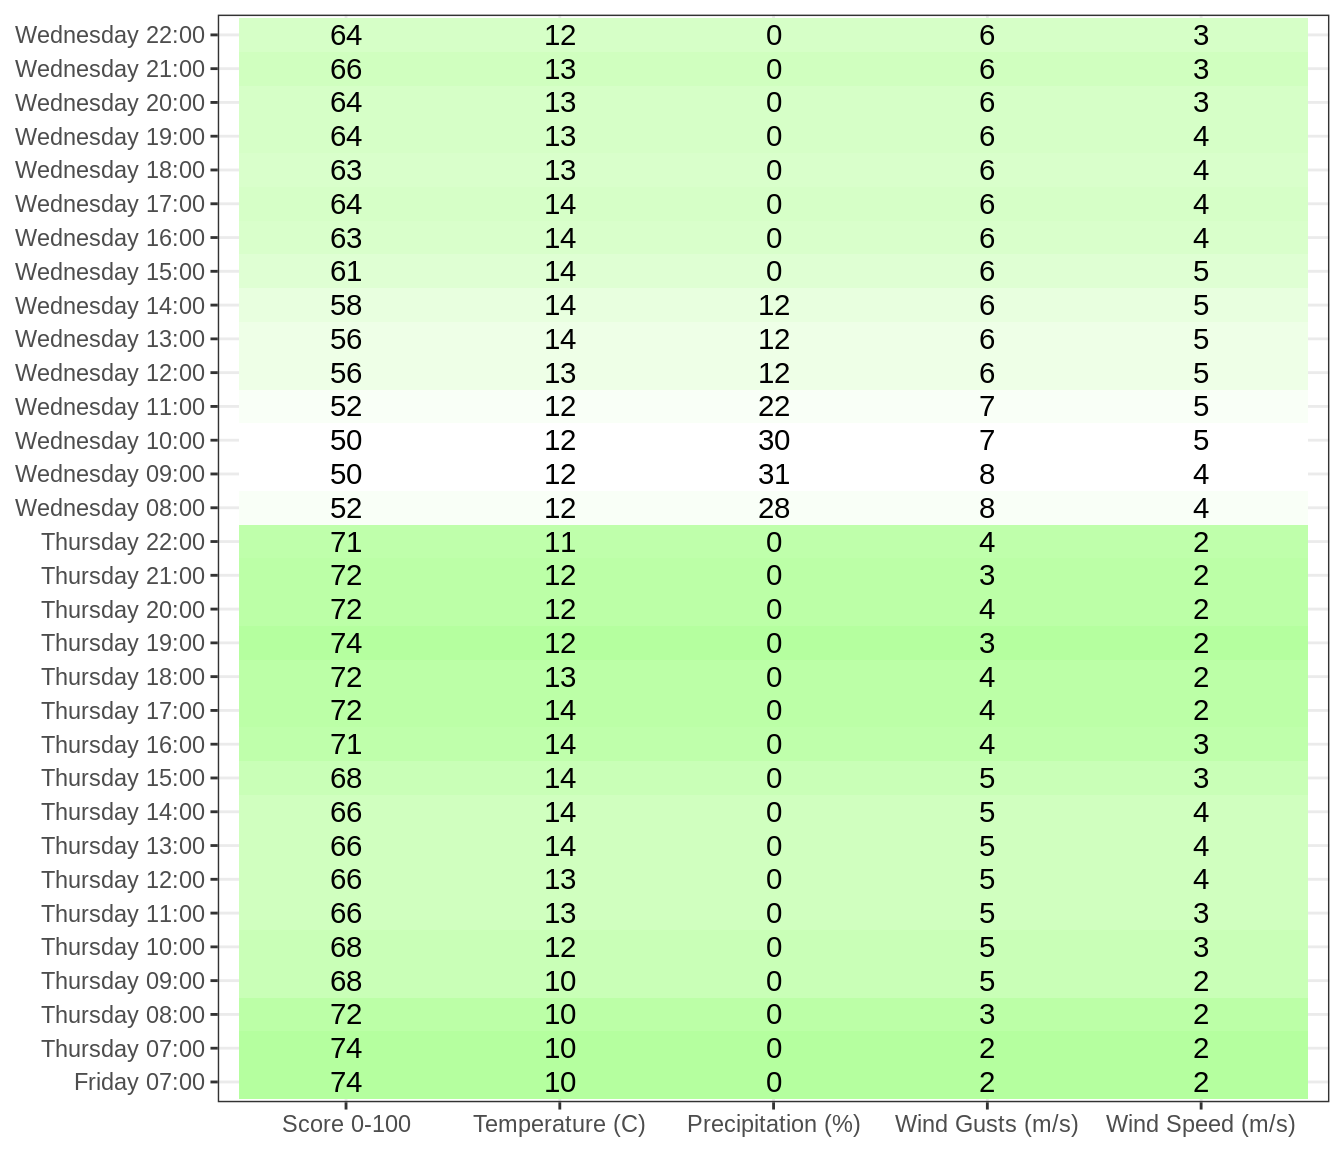 Wednesday 22:00 64 12 0 6 3
Wednesday 21:00 66 13 0 6 3
Wednesday 20:00 64 13 0 6 3
Wednesday 19:00 64 13 0 6 4
Wednesday 18:00 63 13 0 6 4
Wednesday 17:00 64 14 0 6 4
Wednesday 16:00 63 14 0 6 4
Wednesday 15:00 61 14 0 6 5
Wednesday 14:00 58 14 12 6 5
Wednesday 13:00 56 14 12 6 5
Wednesday 12:00 56 13 12 6 5
Wednesday 11:00 52 12 22 7 5
Wednesday 10:00 50 12 30 7 5
Wednesday 09:00 50 12 31 8 4
Wednesday 08:00 52 12 28 8 4
Thursday 22:00 71 11 0 4 2
Thursday 21:00 72 12 0 3 2
Thursday 20:00 72 12 0 4 2
Thursday 19:00 74 12 0 3 2
Thursday 18:00 72 13 0 4 2
Thursday 17:00 72 14 0 4 2
Thursday 16:00 71 14 0 4 3
Thursday 15:00 68 14 0 5 3
Thursday 14:00 66 14 0 5 4
Thursday 13:00 66 14 0 5 4
Thursday 12:00 66 13 0 5 4
Thursday 11:00 66 13 0 5 3
Thursday 10:00 68 12 0 5 3
Thursday 09:00 68 10 0 5 2
Thursday 08:00 72 10 0 3 2
Thursday 07:00 74 10 0 2 2
Friday 07:00 74 10 0 2 2
Score 0-100 Temperature (C) Precipitation (%) Wind Gusts (m/s) Wind Speed (m/s)